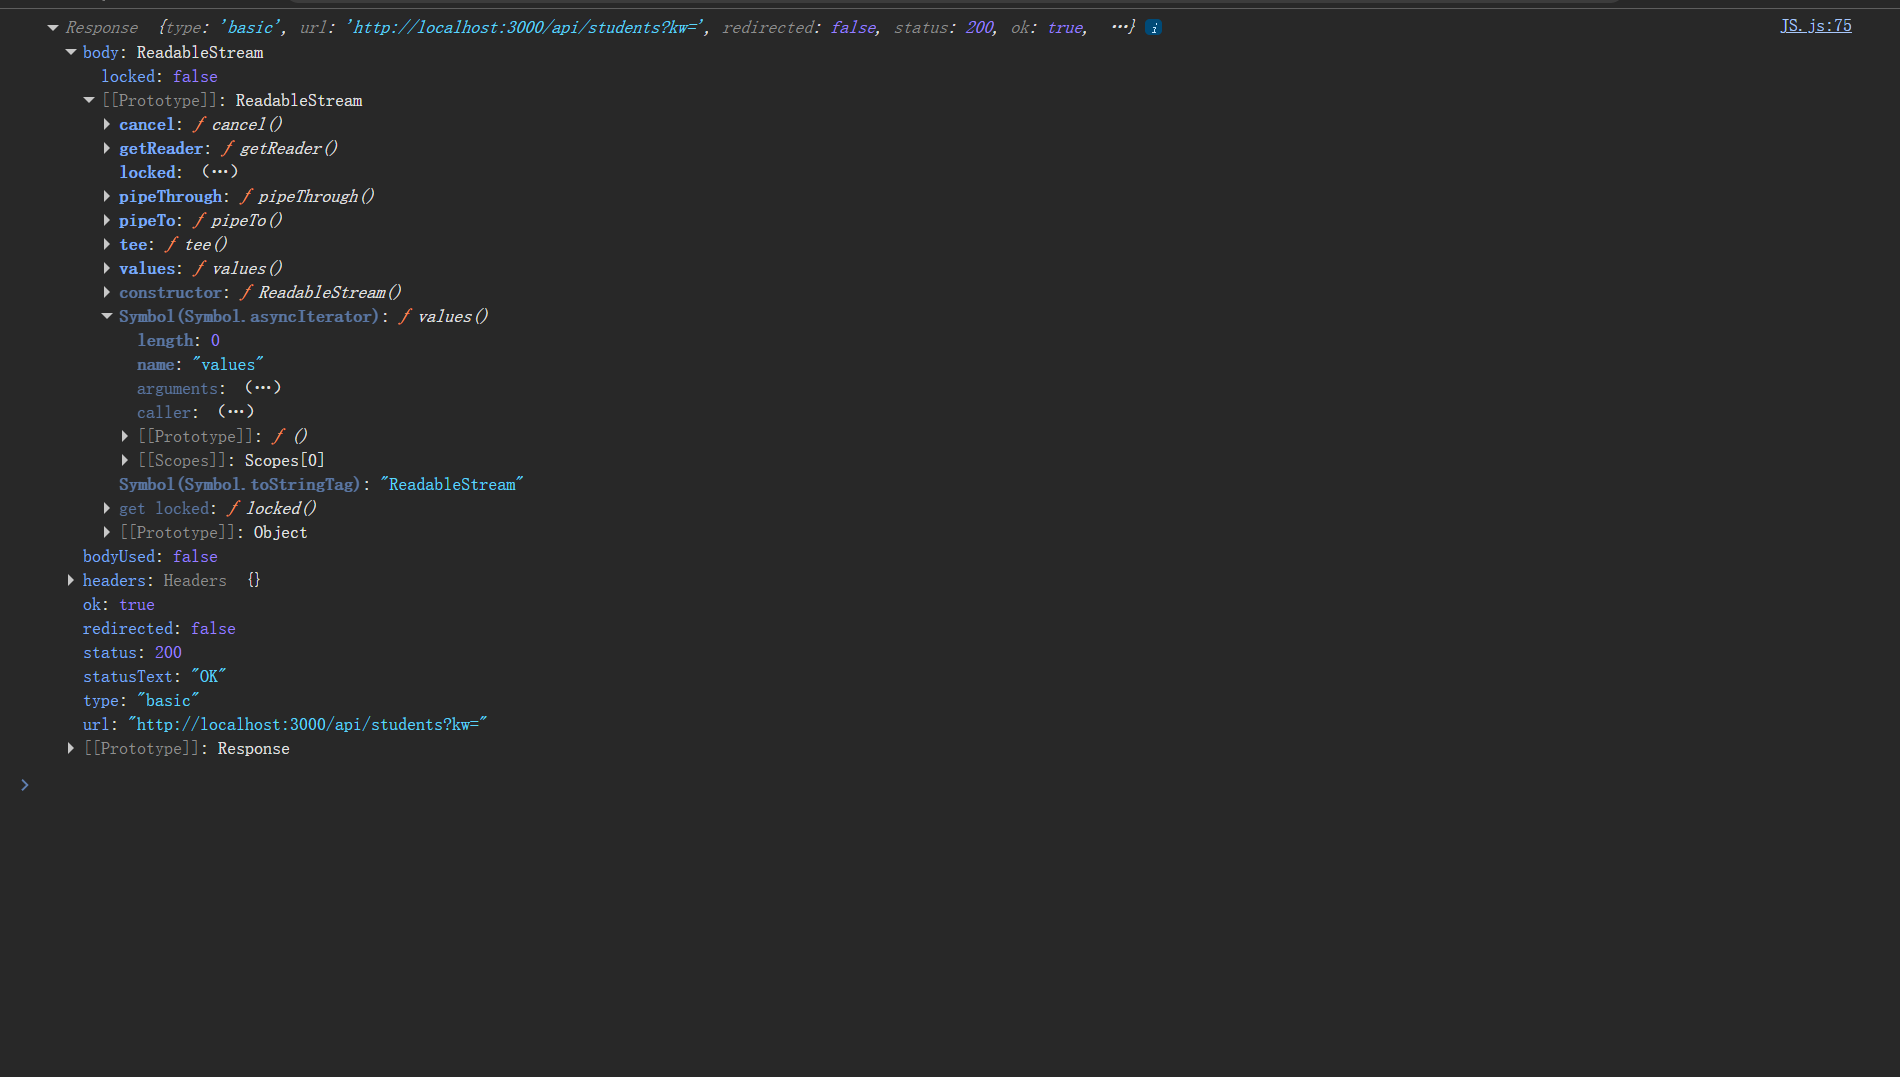 Response {type: 'basic', url: 'http://localhost:3000/api/students?kw=', redirected: false, status: 200, ok: true, …} i JS.js:75
body: ReadableStream
locked: false
[[Prototype]]: ReadableStream
cancel: ƒ cancel()
getReader: ƒ getReader()
locked: (…)
pipeThrough: ƒ pipeThrough()
pipeTo: ƒ pipeTo()
tee: ƒ tee()
values: ƒ values()
constructor: ƒ ReadableStream()
Symbol(Symbol.asyncIterator): ƒ values()
length: 0
name: "values"
arguments: (…)
caller: (…)
[[Prototype]]: ƒ ()
[[Scopes]]: Scopes[0]
Symbol(Symbol.toStringTag): "ReadableStream"
get locked: ƒ locked()
[[Prototype]]: Object
bodyUsed: false
headers: Headers {}
ok: true
redirected: false
status: 200
statusText: "OK"
type: "basic"
url: "http://localhost:3000/api/students?kw="
[[Prototype]]: Response